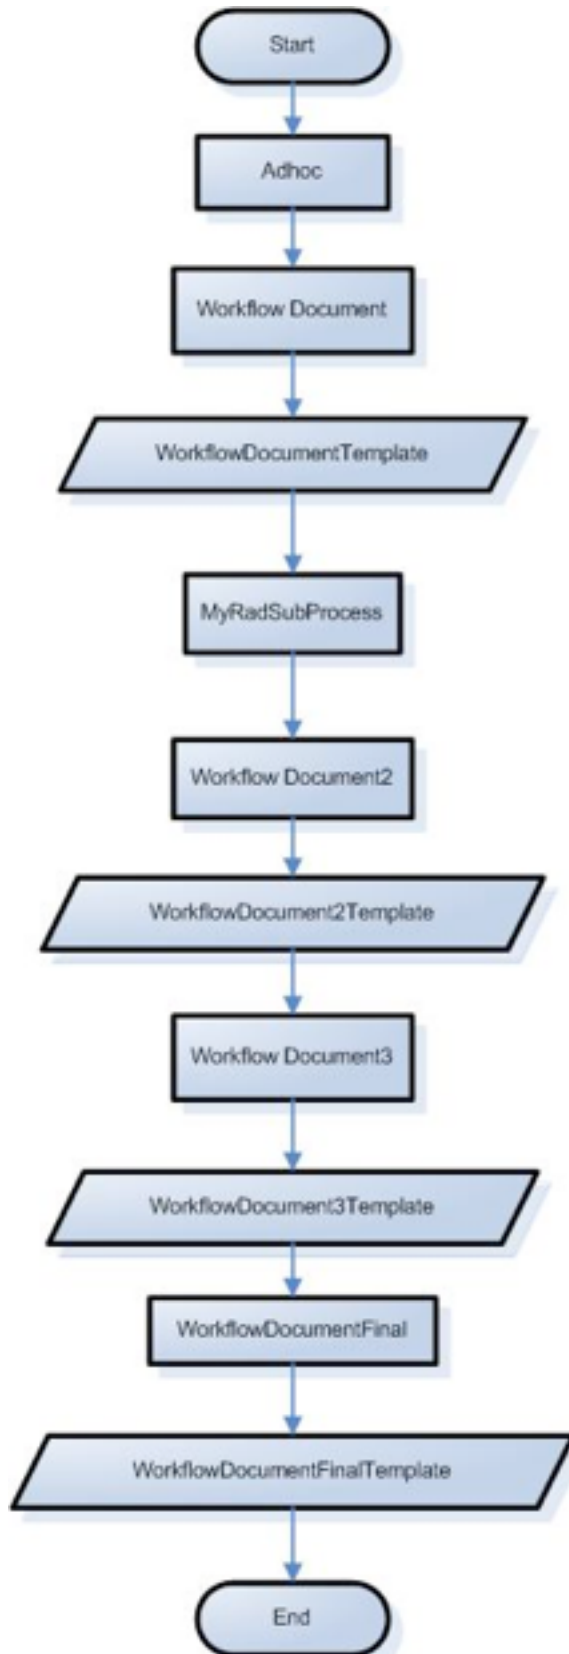 Start
Adhoc
Workflow Document
WorkflowDocumentTemplate
MyRadSubProcess
Workflow Document2
WorkflowDocument2Template
Workflow Document3
WorkflowDocument3Template
WorkflowDocumentFinal
WorkflowDocumentFinalTemplate
End